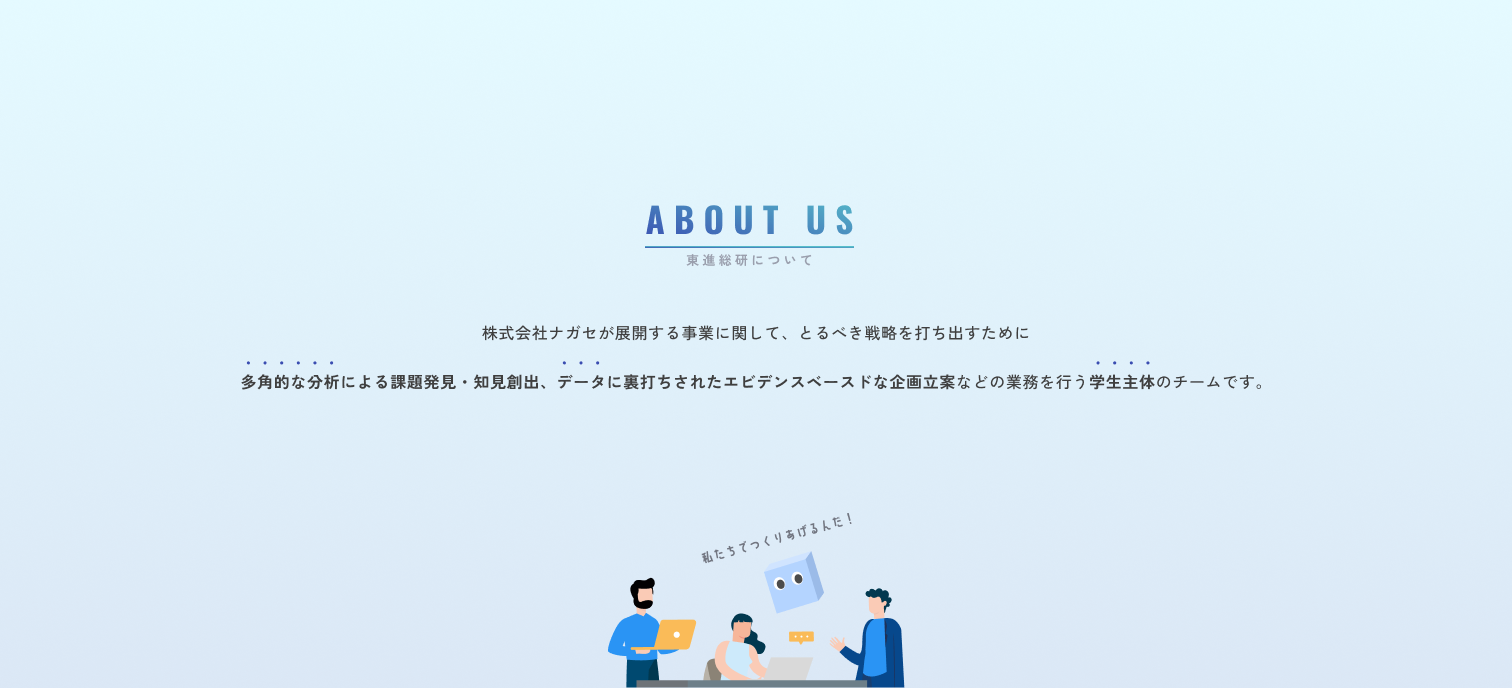 ABOUT US
東進総研について
株式会社ナガセが展開する事業に関して、とるべき戦略を打ち出すために
多角的な分析による課題発見・知見創出、データに裏打ちされたエビデンスベースドな企画立案などの業務を行う学生主体のチームです。
私たちでつくりあげるんだ！